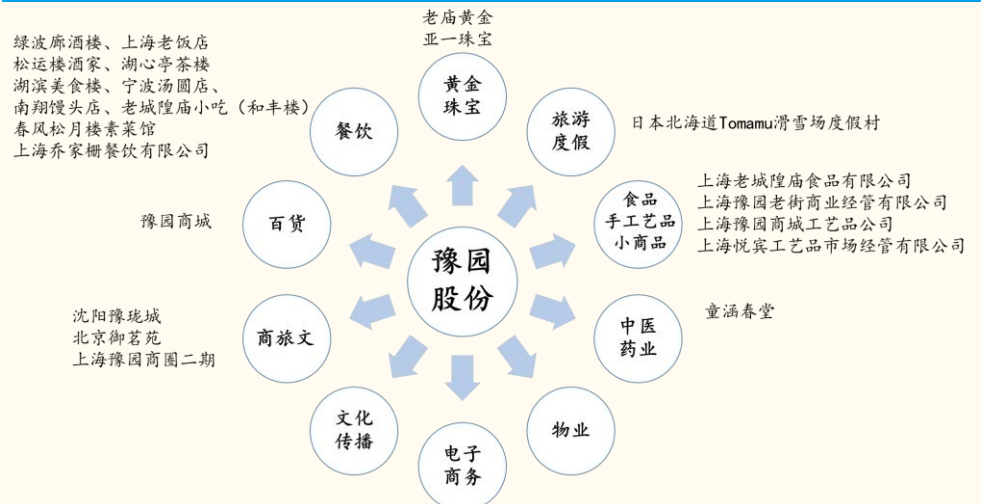 老庙黄金
亚一珠宝
黄金
珠宝
旅游
度假
日本北海道Tomamu滑雪场度假村
食品
手工艺品
小商品
上海老城隍庙食品有限公司
上海豫园老街商业经管有限公司
上海豫园商城工艺品公司
上海悦宾工艺品市场经管有限公司
中医
药业
童涵春堂
物业
电子
商务
文化
传播
商旅文
沈阳豫珑城
北京御茗苑
上海豫园商圈二期
百货
豫园商城
餐饮
绿波廊酒楼、上海老饭店
松运楼酒家、湖心亭茶楼
湖滨美食楼、宁波汤圆店、
南翔馒头店、老城隍庙小吃（和丰楼）
春风松月楼素菜馆
上海乔家栅餐饮有限公司
豫园
股份